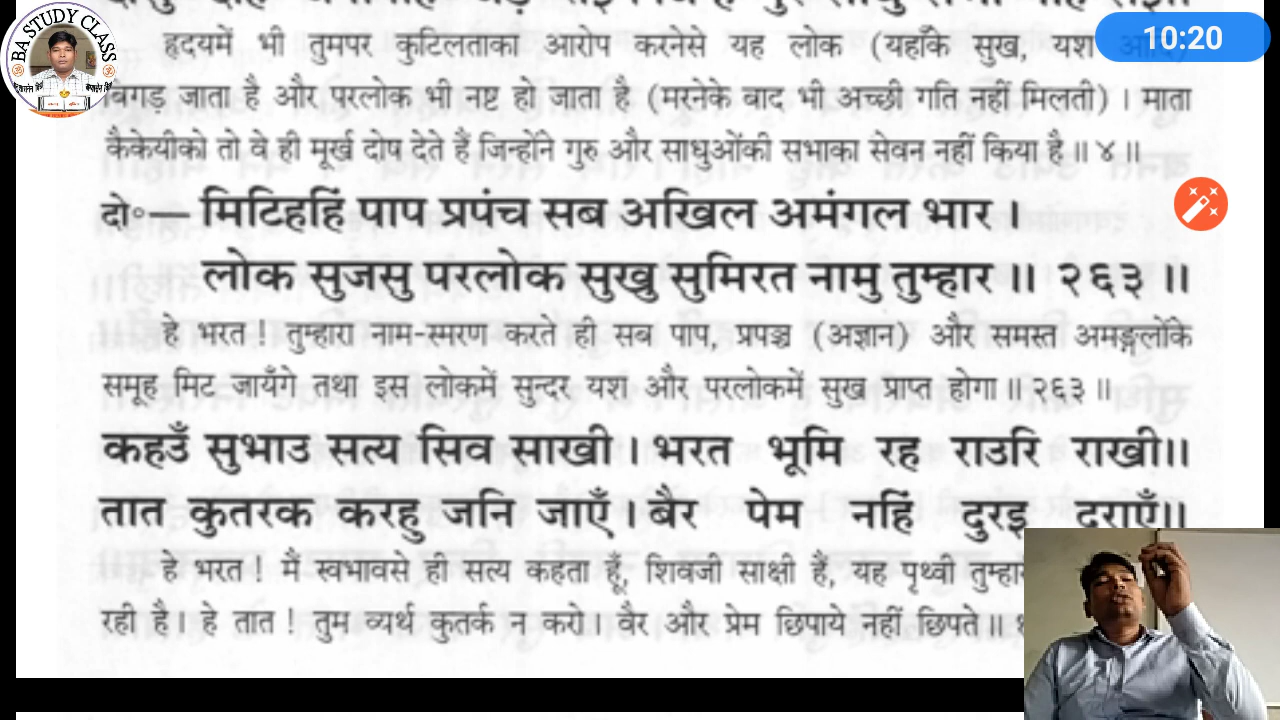 हृदयमें भी तुमपर कुटिलताका आरोप करनेसे यह लोक (यहाँके सुख, यश
बिगड़ जाता है और परलोक भी नष्ट हो जाता है (मरनेके बाद भी अच्छी गति नहीं मिलती) । माता
कैकेयीको तो वे ही मूर्ख दोष देते हैं जिन्होंने गुरु और साधुओंकी सभाका सेवन नहीं किया है ॥ ४ ॥
दो॰— मिटिहहिं पाप प्रपंच सब अखिल अमंगल भार ।
लोक सुजसु परलोक सुखु सुमिरत नामु तुम्हार ॥ २६३ ॥
हे भरत ! तुम्हारा नाम-स्मरण करते ही सब पाप, प्रपञ्च (अज्ञान) और समस्त अमङ्गलोंके
समूह मिट जायँगे तथा इस लोकमें सुन्दर यश और परलोकमें सुख प्राप्त होगा ॥ २६३ ॥
कहउँ सुभाउ सत्य सिव साखी । भरत भूमि रह राउरि राखी॥
तात कुतरक करहु जनि जाएँ । बैर पेम नहिं दुरइ दुराएँ॥
हे भरत ! मैं स्वभावसे ही सत्य कहता हूँ, शिवजी साक्षी हैं, यह पृथ्वी
रही है। हे तात ! तुम व्यर्थ कुतर्क न करो। वैर और प्रेम छिपाये नहीं छिपते॥
10:20
BA STUDY CLASS